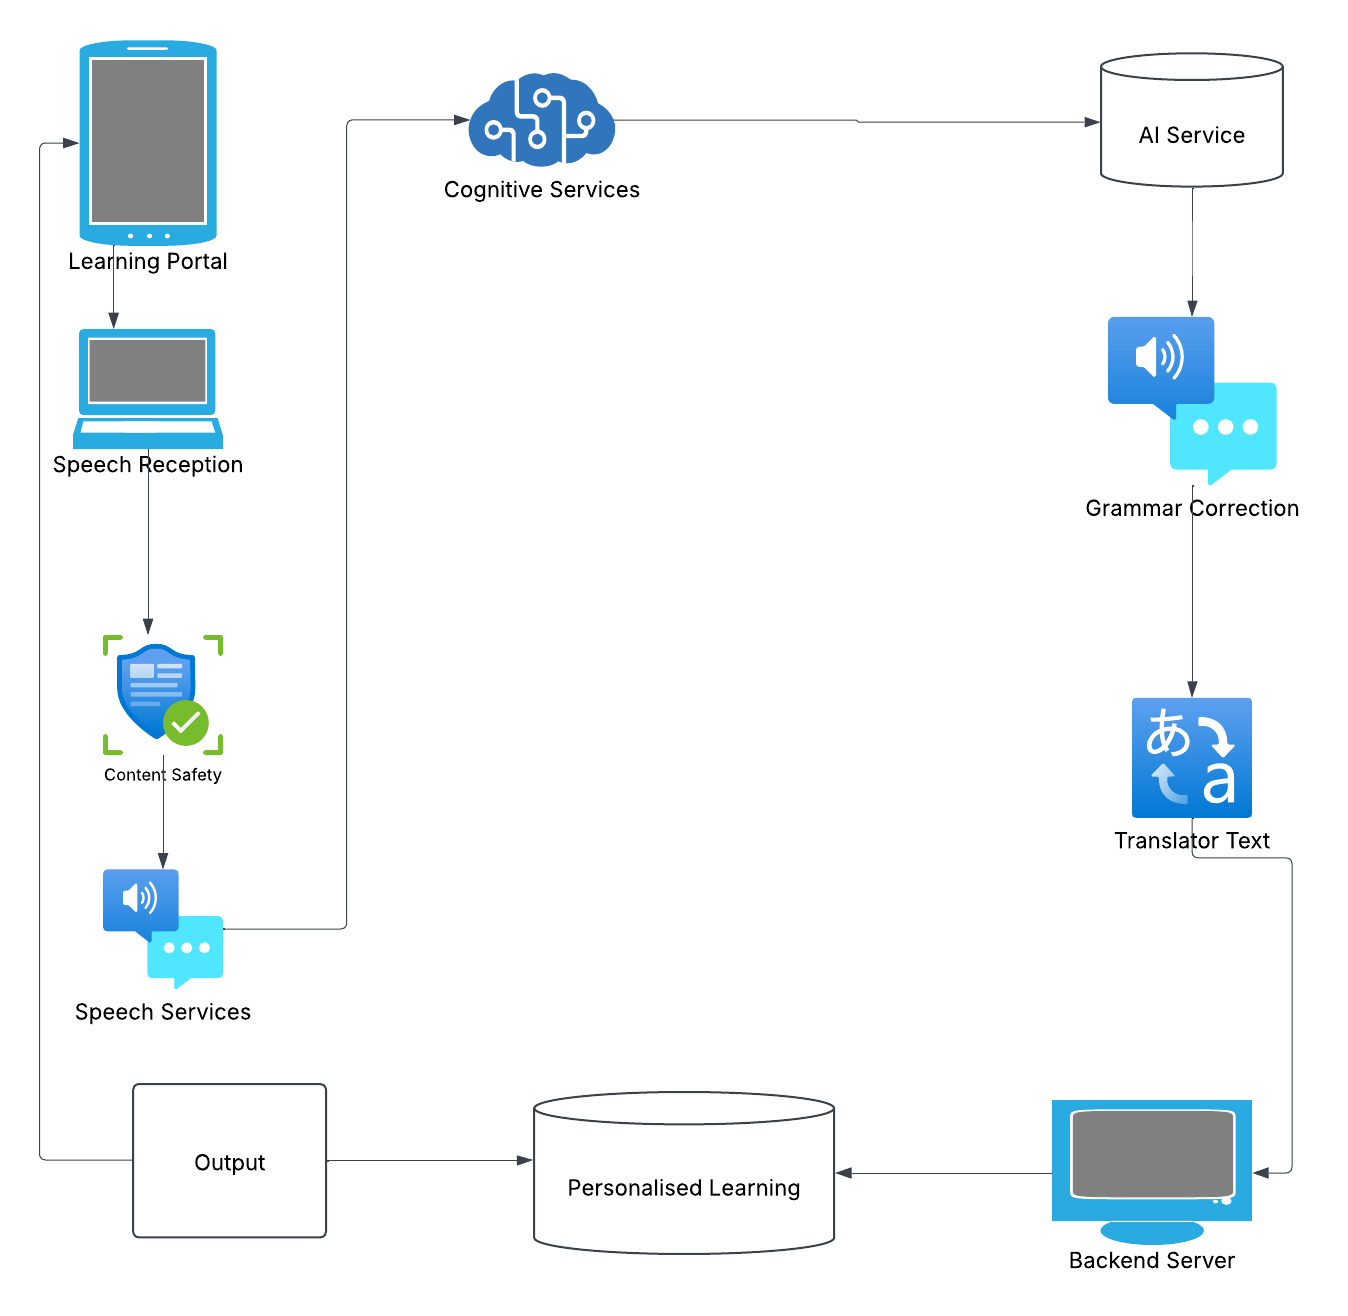 Learning Portal
Speech Reception
Content Safety
Speech Services
Cognitive Services
AI Service
Grammar Correction
あ
a
Translator Text
Backend Server
Personalised Learning
Output